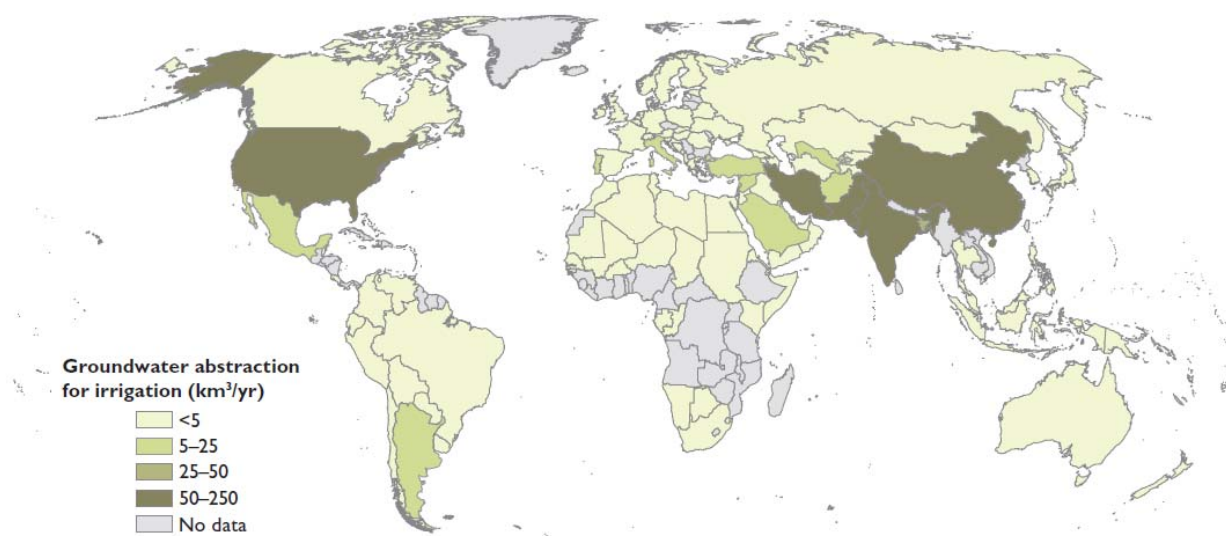 Groundwater abstraction
for irrigation (km³/yr)
<5
5–25
25–50
50–250
No data